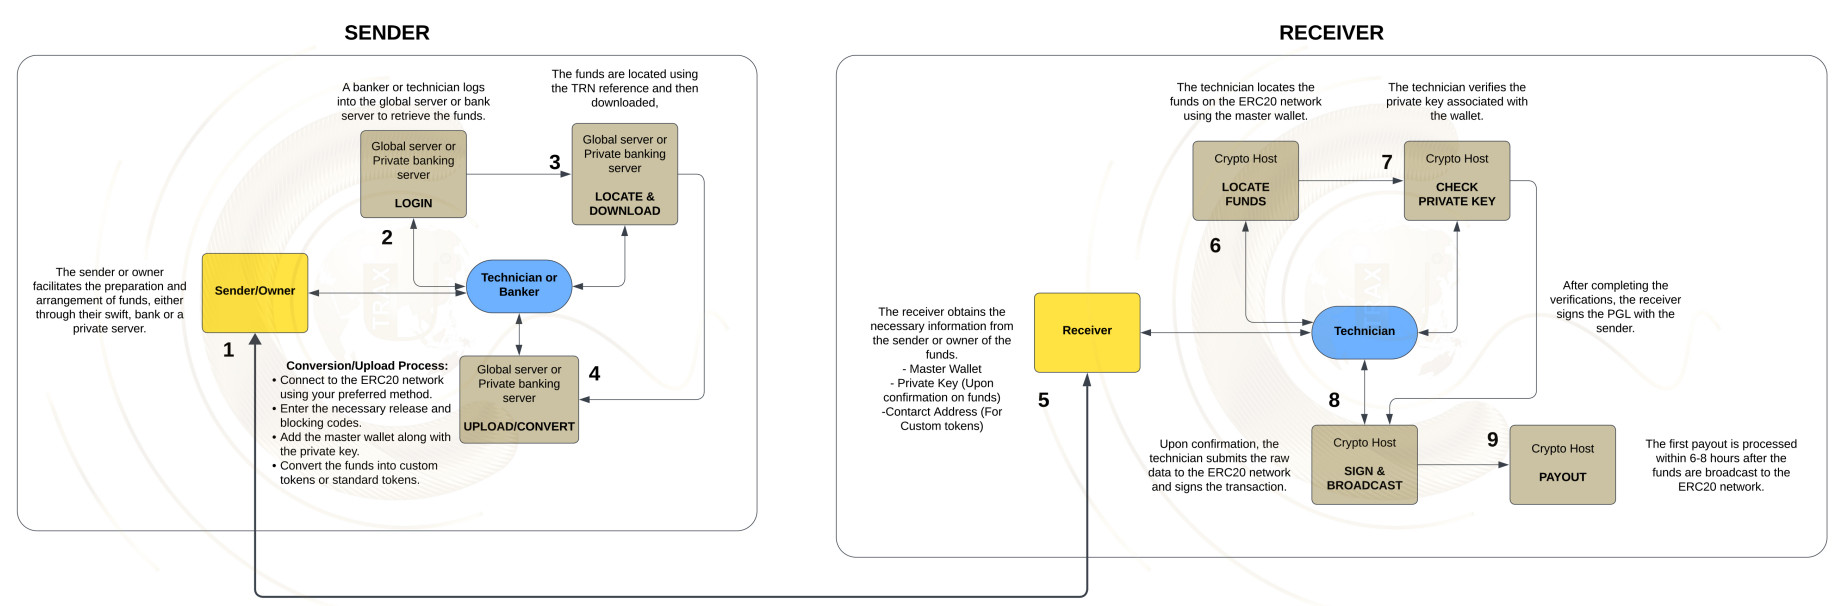 SENDER
The sender or owner
facilitates the preparation and
arrangement of funds, either
through their swift, bank or a
private server.
Sender/Owner
1
A banker or technician logs
into the global server or bank
server to retrieve the funds.
Global server or
Private banking
server
LOGIN
2
The funds are located using
the TRN reference and then
downloaded,
3
Global server or
Private banking
server
LOCATE &
DOWNLOAD
Technician or
Banker
TRAX
Conversion/Upload Process:
• Connect to the ERC20 network
using your preferred method.
• Enter the necessary release and
blocking codes.
• Add the master wallet along with
the private key.
• Convert the funds into custom
tokens or standard tokens.
Global server or
Private banking
server
UPLOAD/CONVERT
4
RECEIVER
The receiver obtains the
necessary information from
the sender or owner of the
funds.
- Master Wallet
- Private Key (Upon
confirmation on funds)
-Contarct Address (For
Custom tokens)
Receiver
5
The technician locates the
funds on the ERC20 network
using the master wallet.
Crypto Host
LOCATE
FUNDS
6
The technician verifies the
private key associated with
the wallet.
7
Crypto Host
CHECK
PRIVATE KEY
TRAX
Technician
After completing the
verifications, the receiver
signs the PGL with the
sender.
8
Upon confirmation, the
technician submits the raw
data to the ERC20 network
and signs the transaction.
Crypto Host
SIGN &
BROADCAST
9
Crypto Host
PAYOUT
The first payout is processed
within 6-8 hours after the
funds are broadcast to the
ERC20 network.